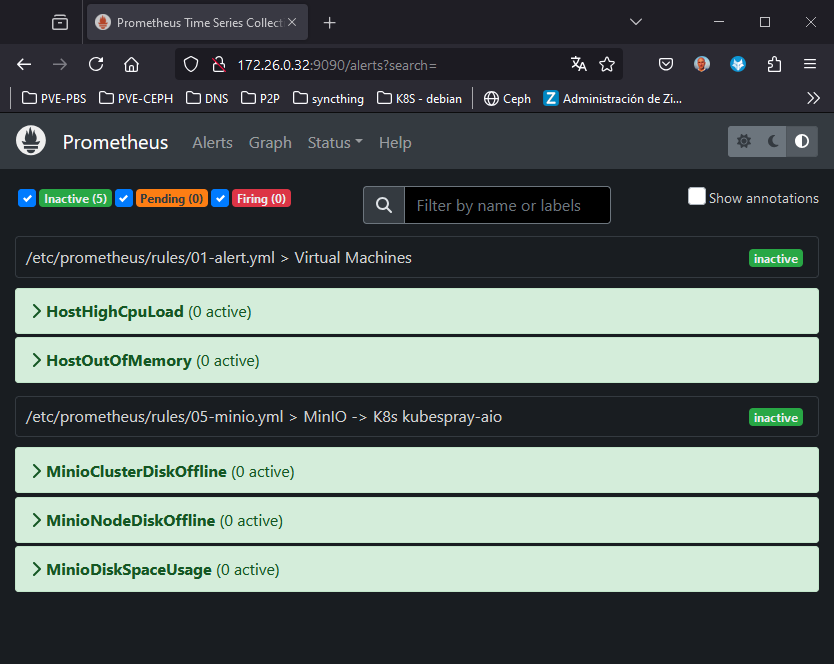 Prometheus Time Series Collect
172.26.0.32:9090/alerts?search=
PVE-PBS PVE-CEPH DNS P2P syncthing K8S - debian Ceph Z Administración de Zi...
Prometheus Alerts Graph Status Help
Inactive (5) Pending (0) Firing (0) Filter by name or labels Show annotations
/etc/prometheus/rules/01-alert.yml > Virtual Machines inactive
HostHighCpuLoad (0 active)
HostOutOfMemory (0 active)
/etc/prometheus/rules/05-minio.yml > MinIO -> K8s kubespray-aio inactive
MinioClusterDiskOffline (0 active)
MinioNodeDiskOffline (0 active)
MinioDiskSpaceUsage (0 active)